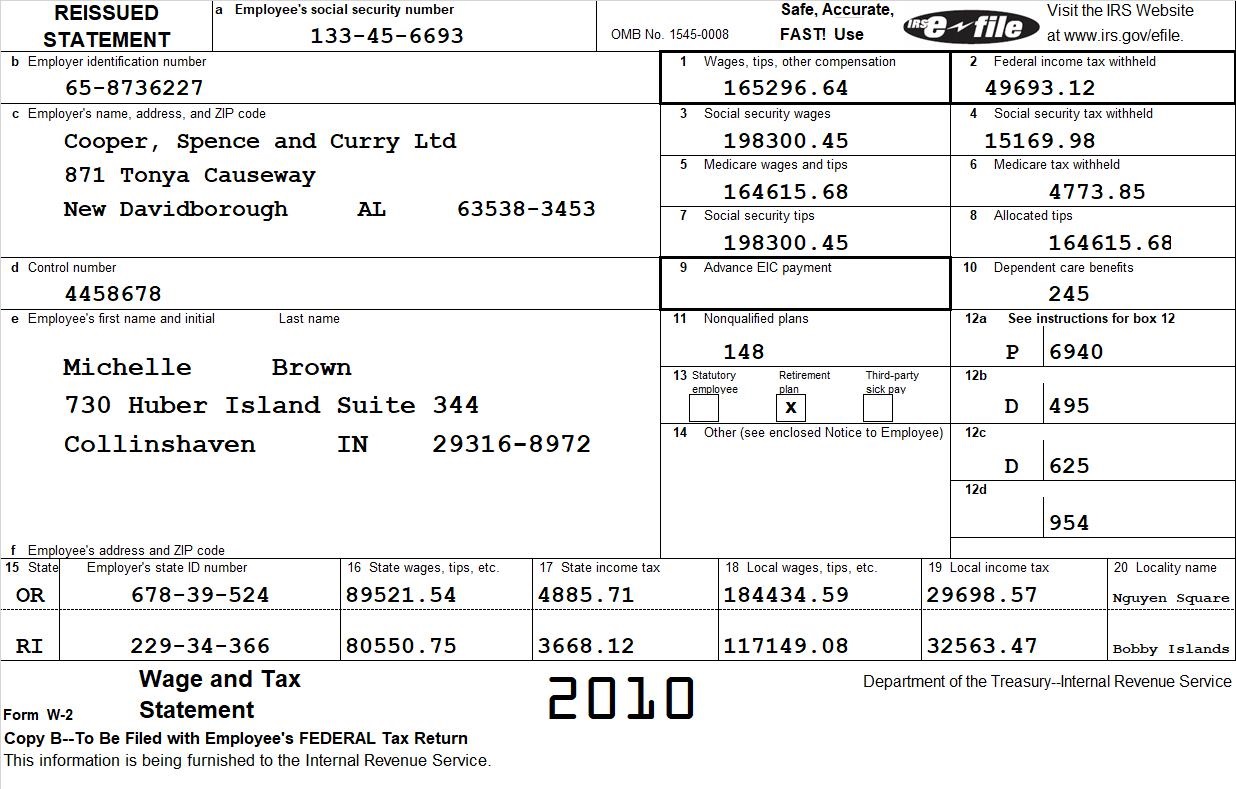 REISSUED STATEMENT
a Employee's social security number
133-45-6693
OMB No. 1545-0008
Safe, Accurate,
FAST! Use
IRS e-file
Visit the IRS Website
at www.irs.gov/efile.
b Employer identification number
65-8736227
1 Wages, tips, other compensation
165296.64
2 Federal income tax withheld
49693.12
c Employer's name, address, and ZIP code
Cooper, Spence and Curry Ltd
871 Tonya Causeway
New Davidborough AL 63538-3453
3 Social security wages
198300.45
4 Social security tax withheld
15169.98
5 Medicare wages and tips
164615.68
6 Medicare tax withheld
4773.85
7 Social security tips
198300.45
8 Allocated tips
164615.68
d Control number
4458678
9 Advance EIC payment
10 Dependent care benefits
245
e Employee's first name and initial Last name
Michelle Brown
730 Huber Island Suite 344
Collinshaven IN 29316-8972
11 Nonqualified plans
148
12a See instructions for box 12
P 6940
13 Statutory employee
Retirement plan
Third-party sick pay
X
12b
D 495
14 Other (see enclosed Notice to Employee)
12c
D 625
12d
954
f Employee's address and ZIP code
15 State Employer's state ID number 16 State wages, tips, etc. 17 State income tax 18 Local wages, tips, etc. 19 Local income tax 20 Locality name
OR 678-39-524 89521.54 4885.71 184434.59 29698.57 Nguyen Square
RI 229-34-366 80550.75 3668.12 117149.08 32563.47 Bobby Islands
Form W-2
Wage and Tax
Statement
2010
Department of the Treasury--Internal Revenue Service
Copy B--To Be Filed with Employee's FEDERAL Tax Return
This information is being furnished to the Internal Revenue Service.